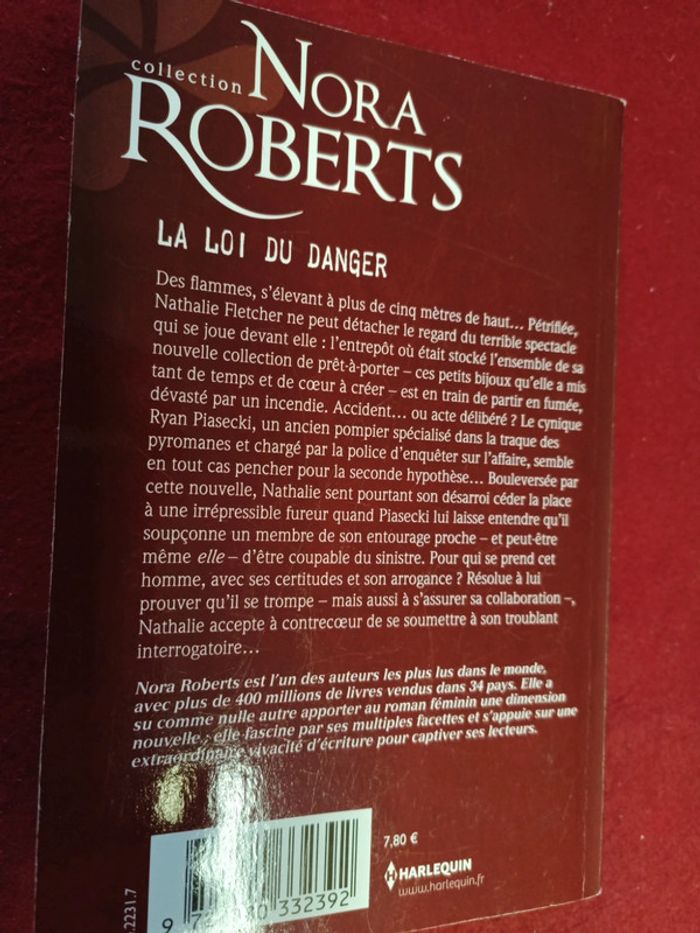 collection NORA
ROBERTS
LA LOI DU DANGER
Des flammes, s'élevant à plus de cinq mètres de haut... Pétrifiée,
Nathalie Fletcher ne peut détacher le regard du terrible spectacle
qui se joue devant elle : l'entrepôt où était stocké l'ensemble de sa
nouvelle collection de prêt-à-porter – ces petits bijoux qu'elle a mis
tant de temps et de cœur à créer – est en train de partir en fumée,
dévasté par un incendie. Accident... ou acte délibéré ? Le cynique
Ryan Piasecki, un ancien pompier spécialisé dans la traque des
pyromanes et chargé par la police d'enquêter sur l'affaire, semble
en tout cas pencher pour la seconde hypothèse... Bouleversée par
cette nouvelle, Nathalie sent pourtant son désarroi céder la place
à une irrépressible fureur quand Piasecki lui laisse entendre qu'il
soupçonne un membre de son entourage proche – et peut-être
même elle – d'être coupable du sinistre. Pour qui se prend cet
homme, avec ses certitudes et son arrogance ? Résolue à lui
prouver qu'il se trompe – mais aussi à s'assurer sa collaboration –,
Nathalie accepte à contrecœur de se soumettre à son troublant
interrogatoire...
Nora Roberts est l'un des auteurs les plus lus dans le monde,
avec plus de 400 millions de livres vendus dans 34 pays. Elle a
su comme nulle autre apporter au roman féminin une dimension
nouvelle ; elle fascine par ses multiples facettes et s'appuie sur une
extraordinaire vivacité d'écriture pour captiver ses lecteurs.
7,80 €
HARLEQUIN
www.harlequin.fr
332392
.2231.7